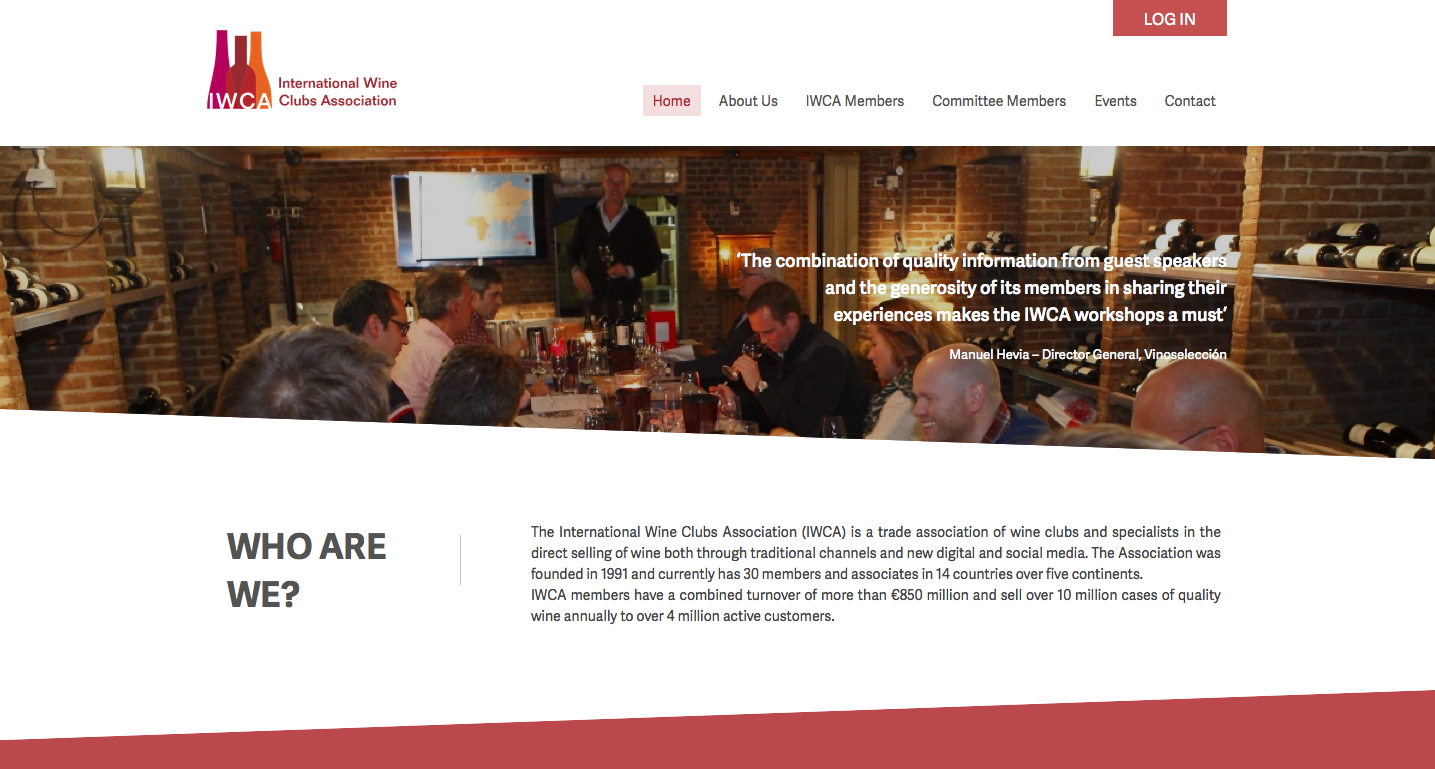 LOG IN
IWCA
International Wine
Clubs Association
Home
About Us
IWCA Members
Committee Members
Events
Contact
‘The combination of quality information from guest speakers
and the generosity of its members in sharing their
experiences makes the IWCA workshops a must’
Manuel Hevia – Director General, Vinoselección
WHO ARE
WE?
The International Wine Clubs Association (IWCA) is a trade association of wine clubs and specialists in the
direct selling of wine both through traditional channels and new digital and social media. The Association was
founded in 1991 and currently has 30 members and associates in 14 countries over five continents.
IWCA members have a combined turnover of more than €850 million and sell over 10 million cases of quality
wine annually to over 4 million active customers.